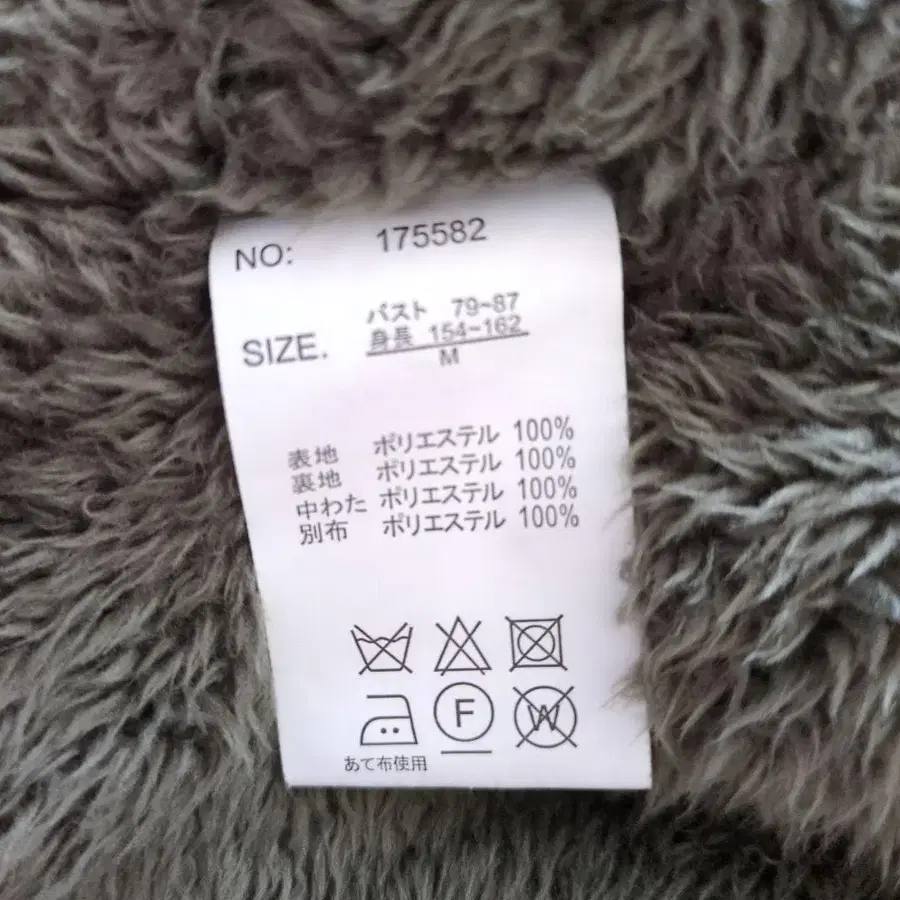 NO: 175582
バスト 79~87
SIZE. 身長 154~162
M
表地 ポリエステル 100%
裏地 ポリエステル 100%
中わた ポリエステル 100%
別布 ポリエステル 100%
F W
あて布使用